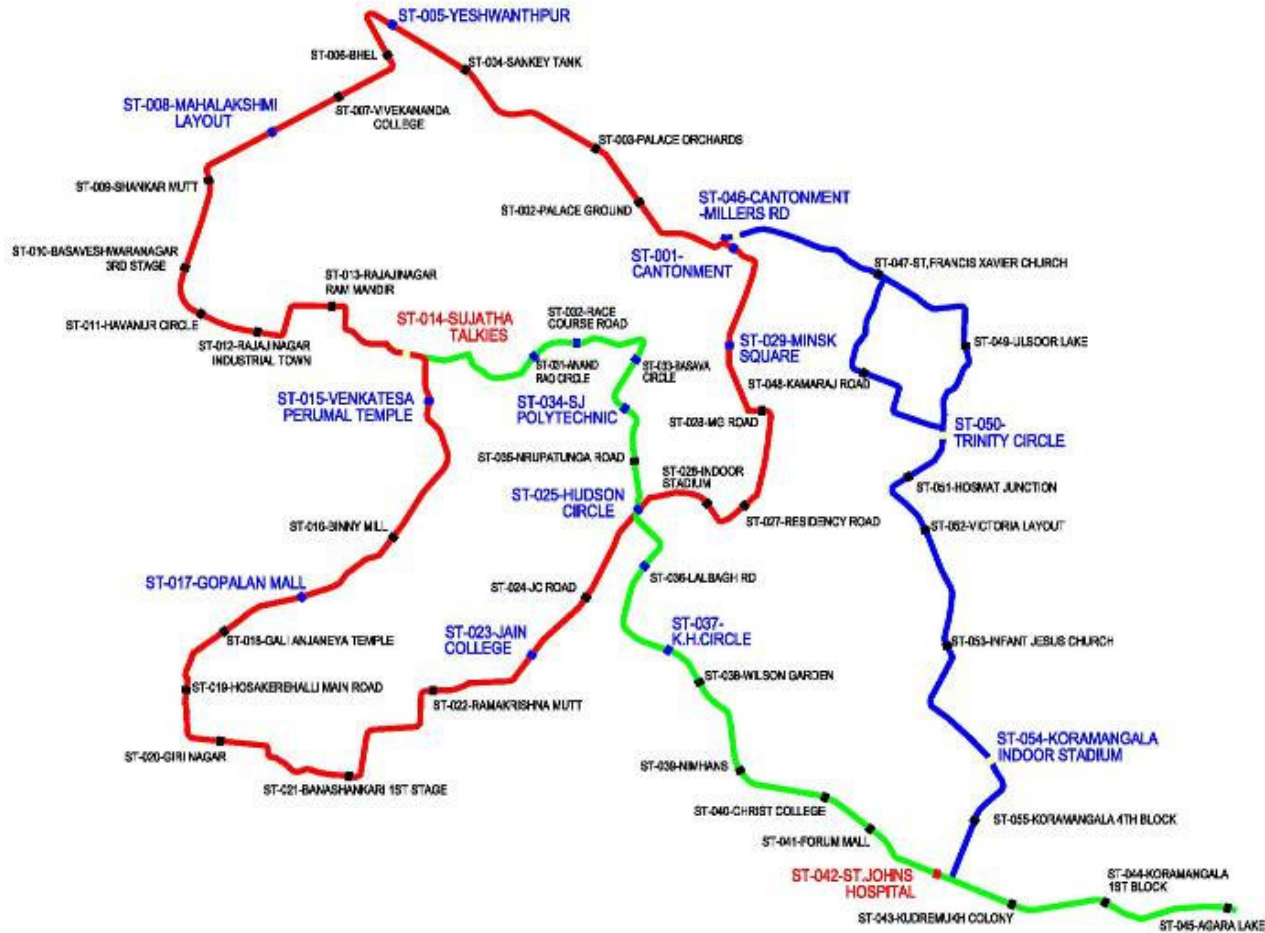 ST-005-YESHWANTHPUR
ST-006-BHEL
ST-004-SANKEY TANK
ST-008-MAHALAKSHMI
LAYOUT
ST-007-VIVEKANANDA
COLLEGE
ST-003-PALACE ORCHARDS
ST-009-SHANKAR MUTT
ST-002-PALACE GROUND
ST-046-CANTONMENT
-MILLERS RD
ST-010-BASAVESHWARANAGAR
3RD STAGE
ST-001-
CANTONMENT
ST-047-ST,FRANCIS XAVIER CHURCH
ST-013-RAJAJINAGAR
RAM MANDIR
ST-011-HAVANUR CIRCLE
ST-014-SUJATHA
TALKIES
ST-032-RACE
COURSE ROAD
ST-012-RAJAJINAGAR
INDUSTRIAL TOWN
ST-031-ANAND
RAO CIRCLE
ST-033-BASAVA
CIRCLE
ST-029-MINSK
SQUARE
ST-049-ULSOOR LAKE
ST-048-KAMARAJ ROAD
ST-015-VENKATESA
PERUMAL TEMPLE
ST-034-SJ
POLYTECHNIC
ST-028-MG ROAD
ST-050-
TRINITY CIRCLE
ST-035-NRUPATUNGA ROAD
ST-026-INDOOR
STADIUM
ST-051-HOSMAT JUNCTION
ST-025-HUDSON
CIRCLE
ST-027-RESIDENCY ROAD
ST-016-BINNY MILL
ST-052-VICTORIA LAYOUT
ST-036-LALBAGH RD
ST-017-GOPALAN MALL
ST-024-JC ROAD
ST-018-GALI ANJANEYA TEMPLE
ST-023-JAIN
COLLEGE
ST-037-
K.H.CIRCLE
ST-053-INFANT JESUS CHURCH
ST-038-WILSON GARDEN
ST-019-HOSAKEREHALLI MAIN ROAD
ST-022-RAMAKRISHNA MUTT
ST-020-GIRI NAGAR
ST-054-KORAMANGALA
INDOOR STADIUM
ST-039-NIMHANS
ST-021-BANASHANKARI 1ST STAGE
ST-040-CHRIST COLLEGE
ST-055-KORAMANGALA 4TH BLOCK
ST-041-FORUM MALL
ST-042-ST.JOHNS
HOSPITAL
ST-044-KORAMANGALA
1ST BLOCK
ST-043-KUDREMUKH COLONY
ST-045-AGARA LAKE